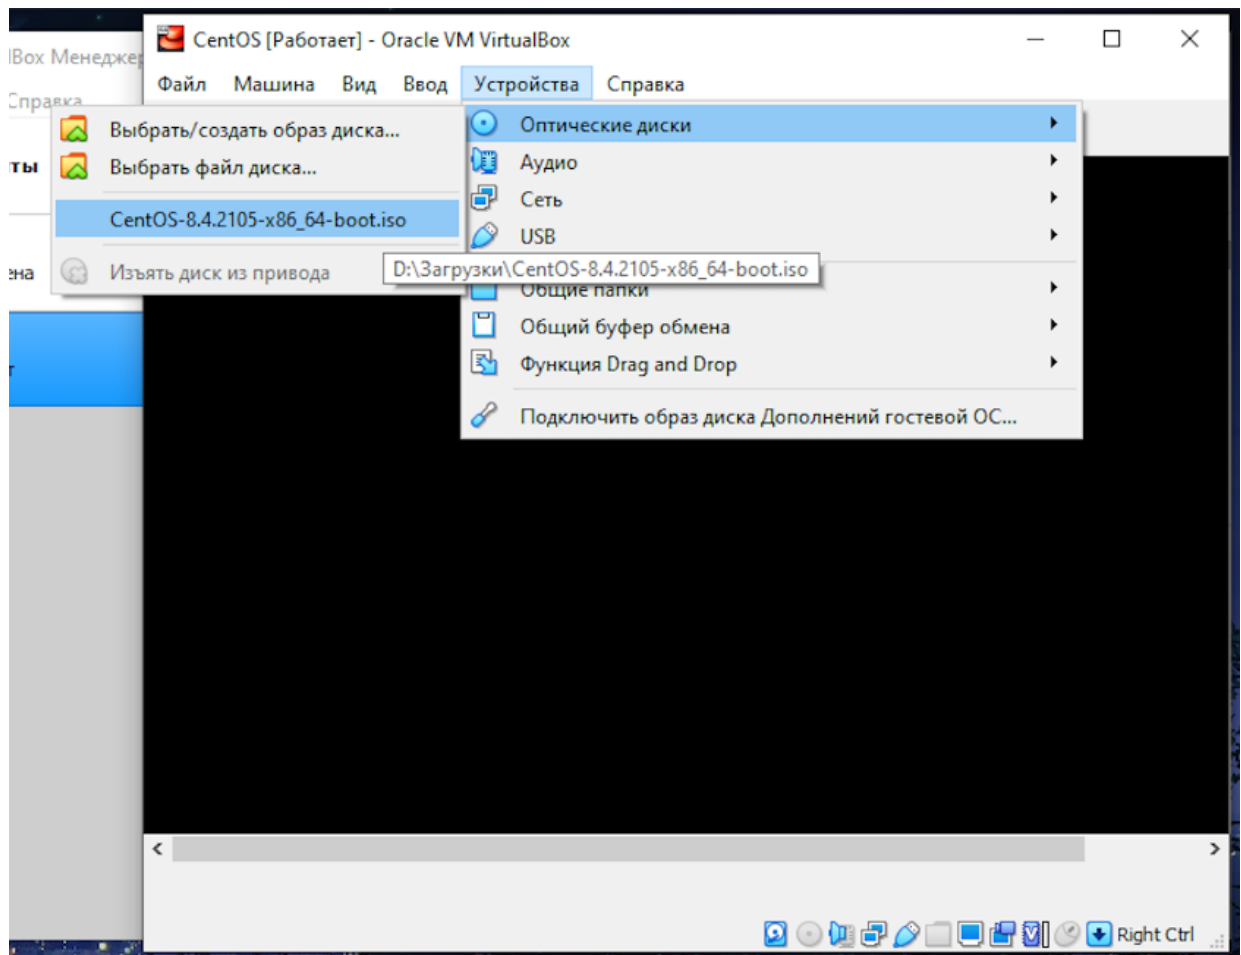 CentOS [Работает] - Oracle VM VirtualBox
Box Менеджер
Файл Машина Вид Ввод Устройства Справка
Справка
Выбрать/создать образ диска...
Выбрать файл диска...
CentOS-8.4.2105-x86_64-boot.iso
Изъять диск из привода
Оптические диски
Аудио
Сеть
USB
D:\Загрузки\CentOS-8.4.2105-x86_64-boot.iso
Общие папки
Общий буфер обмена
Функция Drag and Drop
Подключить образ диска Дополнений гостевой ОС...
ты
ена
т
Right Ctrl